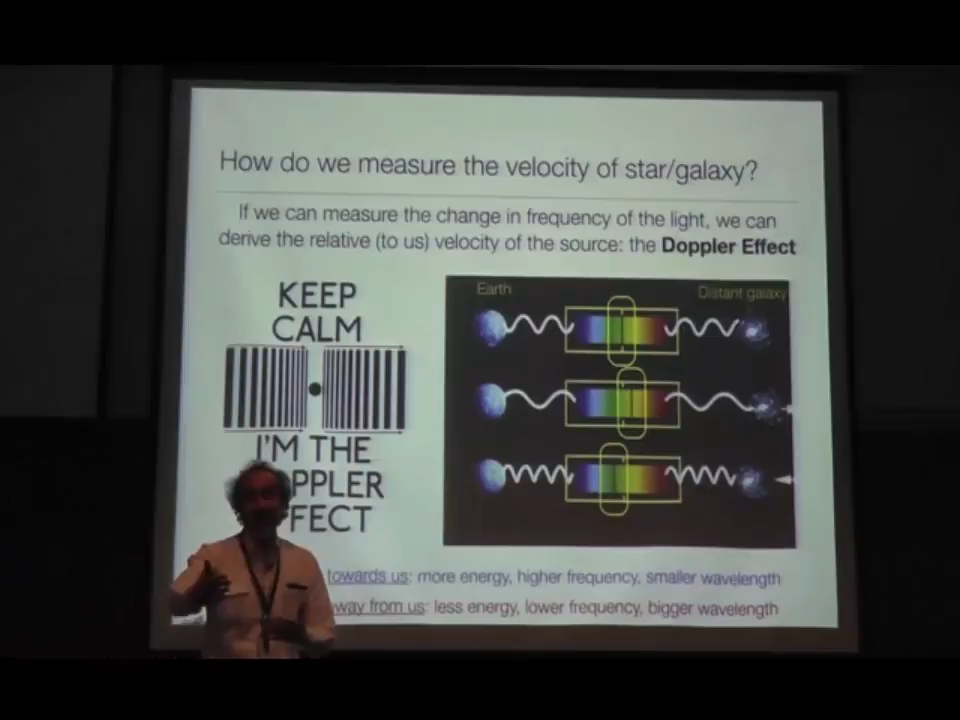 How do we measure the velocity of star/galaxy?
If we can measure the change in frequency of the light, we can
derive the relative (to us) velocity of the source: the Doppler Effect
KEEP
CALM
I'M THE
PPLER
FECT
Earth
Distant galaxy
towards us: more energy, higher frequency, smaller wavelength
way from us: less energy, lower frequency, bigger wavelength